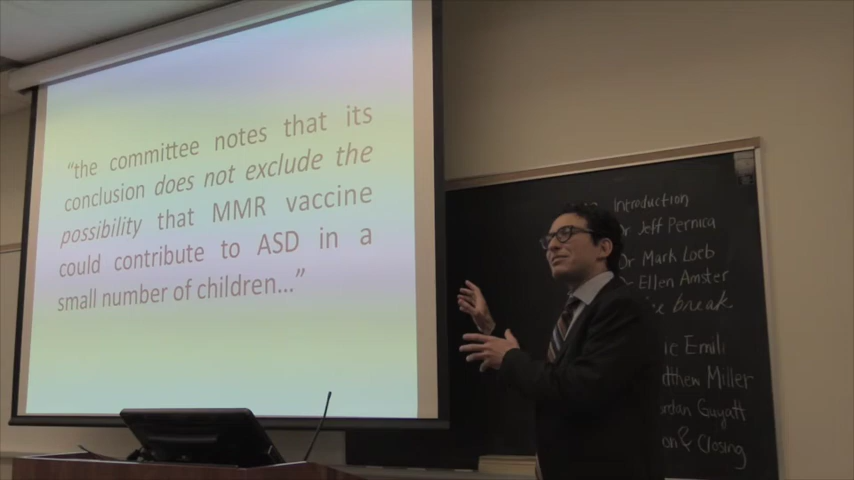 “the committee notes that its
conclusion does not exclude the
possibility that MMR vaccine
could contribute to ASD in a
small number of children...”
Introduction
Dr Jeff Pernica
Dr Mark Loeb
Dr Ellen Amster
break
Emili
Miller
Guyatt
& Closing